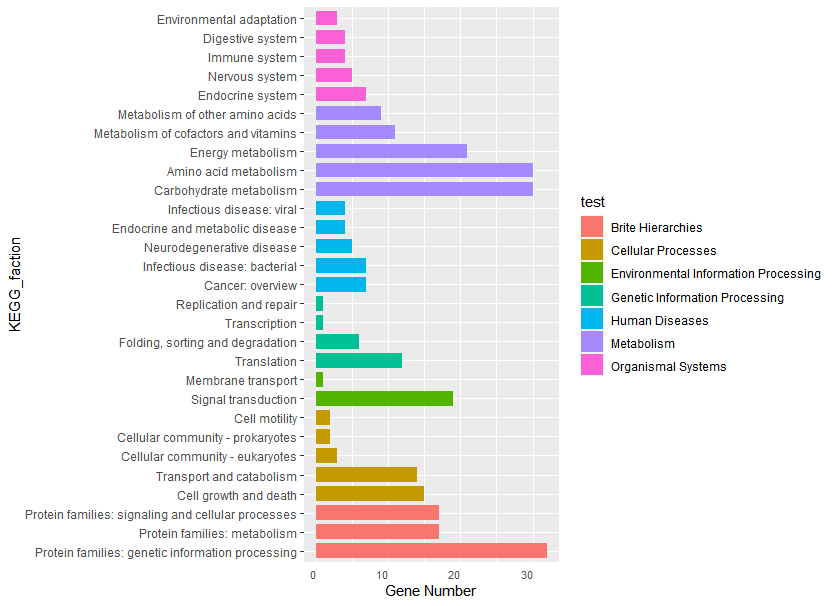 Environmental adaptation
Digestive system
Immune system
Nervous system
Endocrine system
Metabolism of other amino acids
Metabolism of cofactors and vitamins
Energy metabolism
Amino acid metabolism
Carbohydrate metabolism
Infectious disease: viral
Endocrine and metabolic disease
Neurodegenerative disease
Infectious disease: bacterial
Cancer: overview
Replication and repair
Transcription
Folding, sorting and degradation
Translation
Membrane transport
Signal transduction
Cell motility
Cellular community - prokaryotes
Cellular community - eukaryotes
Transport and catabolism
Cell growth and death
Protein families: signaling and cellular processes
Protein families: metabolism
Protein families: genetic information processing
KEGG_faction
0 10 20 30
Gene Number
test
Brite Hierarchies
Cellular Processes
Environmental Information Processing
Genetic Information Processing
Human Diseases
Metabolism
Organismal Systems